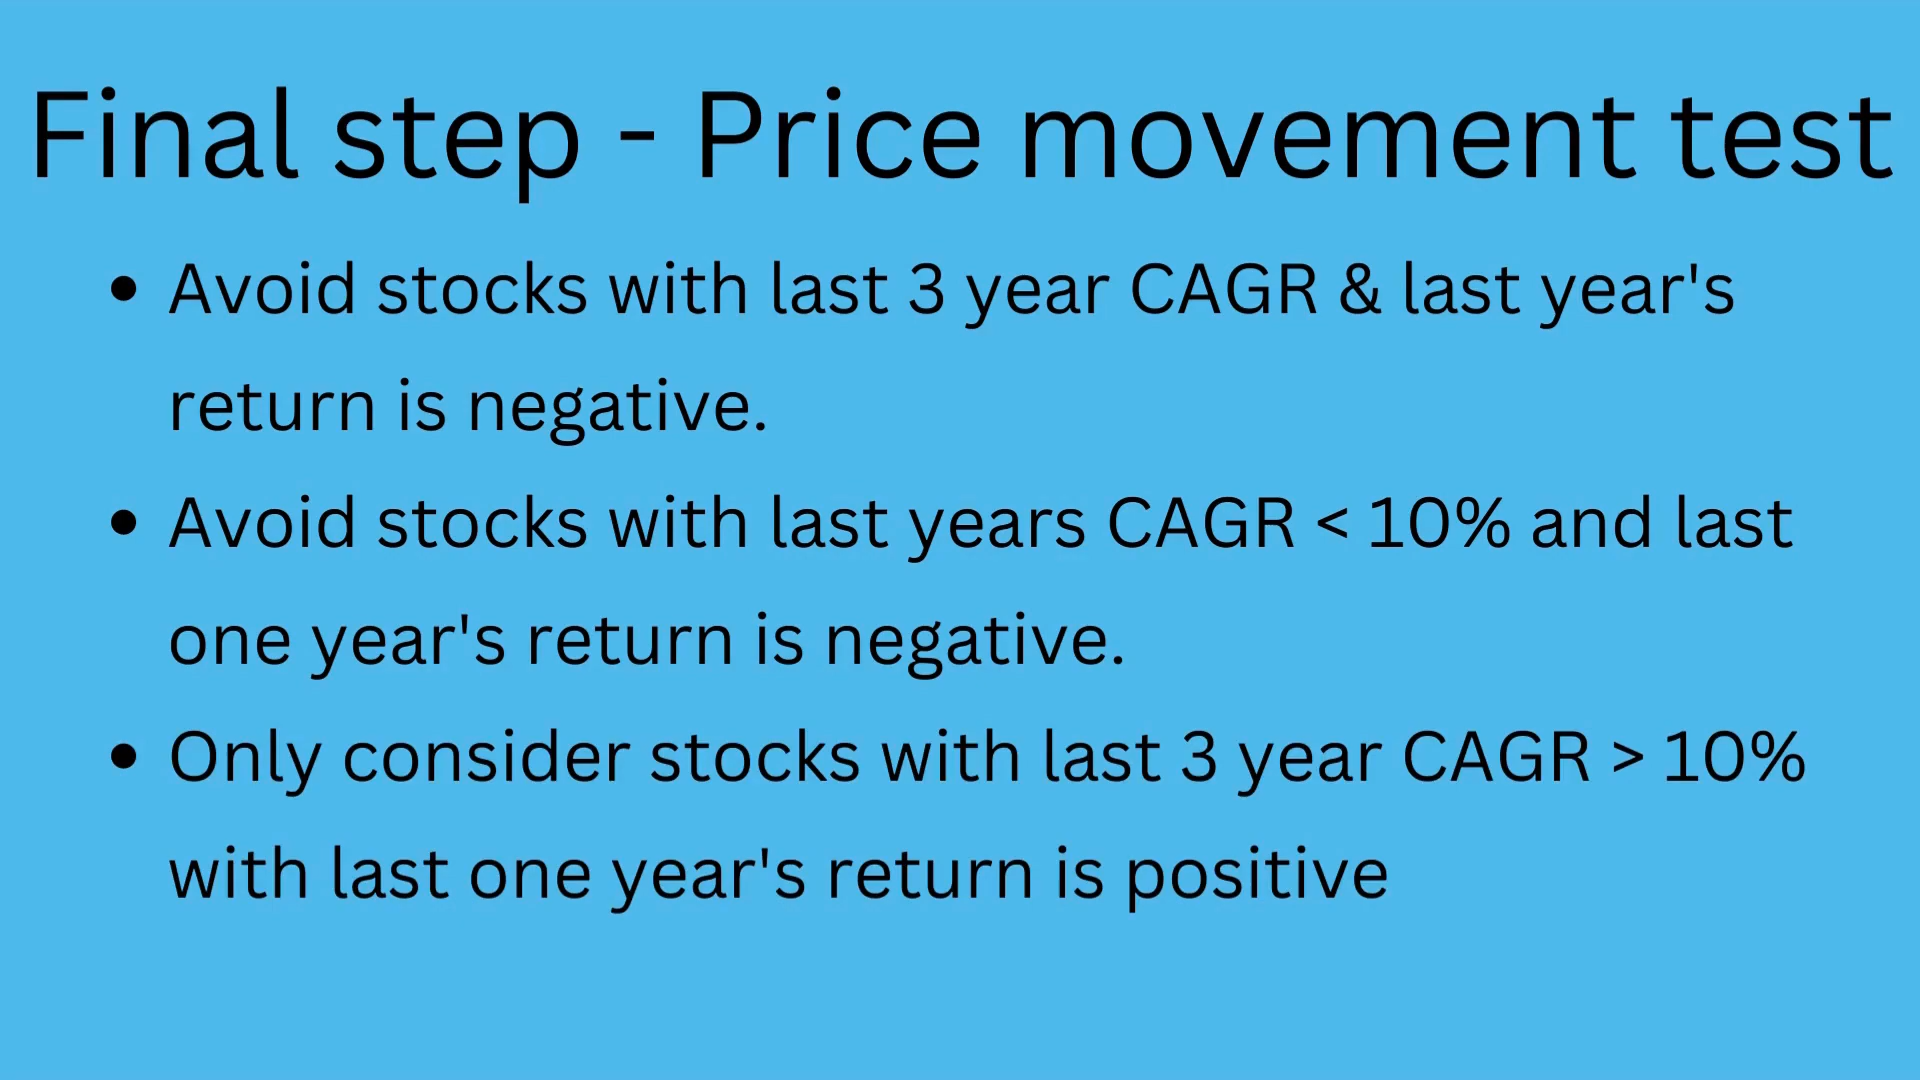 Final step - Price movement test
• Avoid stocks with last 3 year CAGR & last year's
return is negative.
• Avoid stocks with last years CAGR < 10% and last
one year's return is negative.
• Only consider stocks with last 3 year CAGR > 10%
with last one year's return is positive